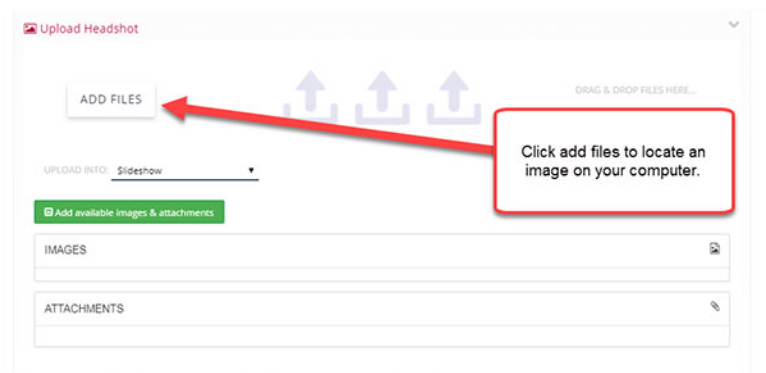 Upload Headshot
ADD FILES
DRAG & DROP FILES HERE...
Click add files to locate an
image on your computer.
UPLOAD INTO: Slideshow
Add available images & attachments
IMAGES
ATTACHMENTS